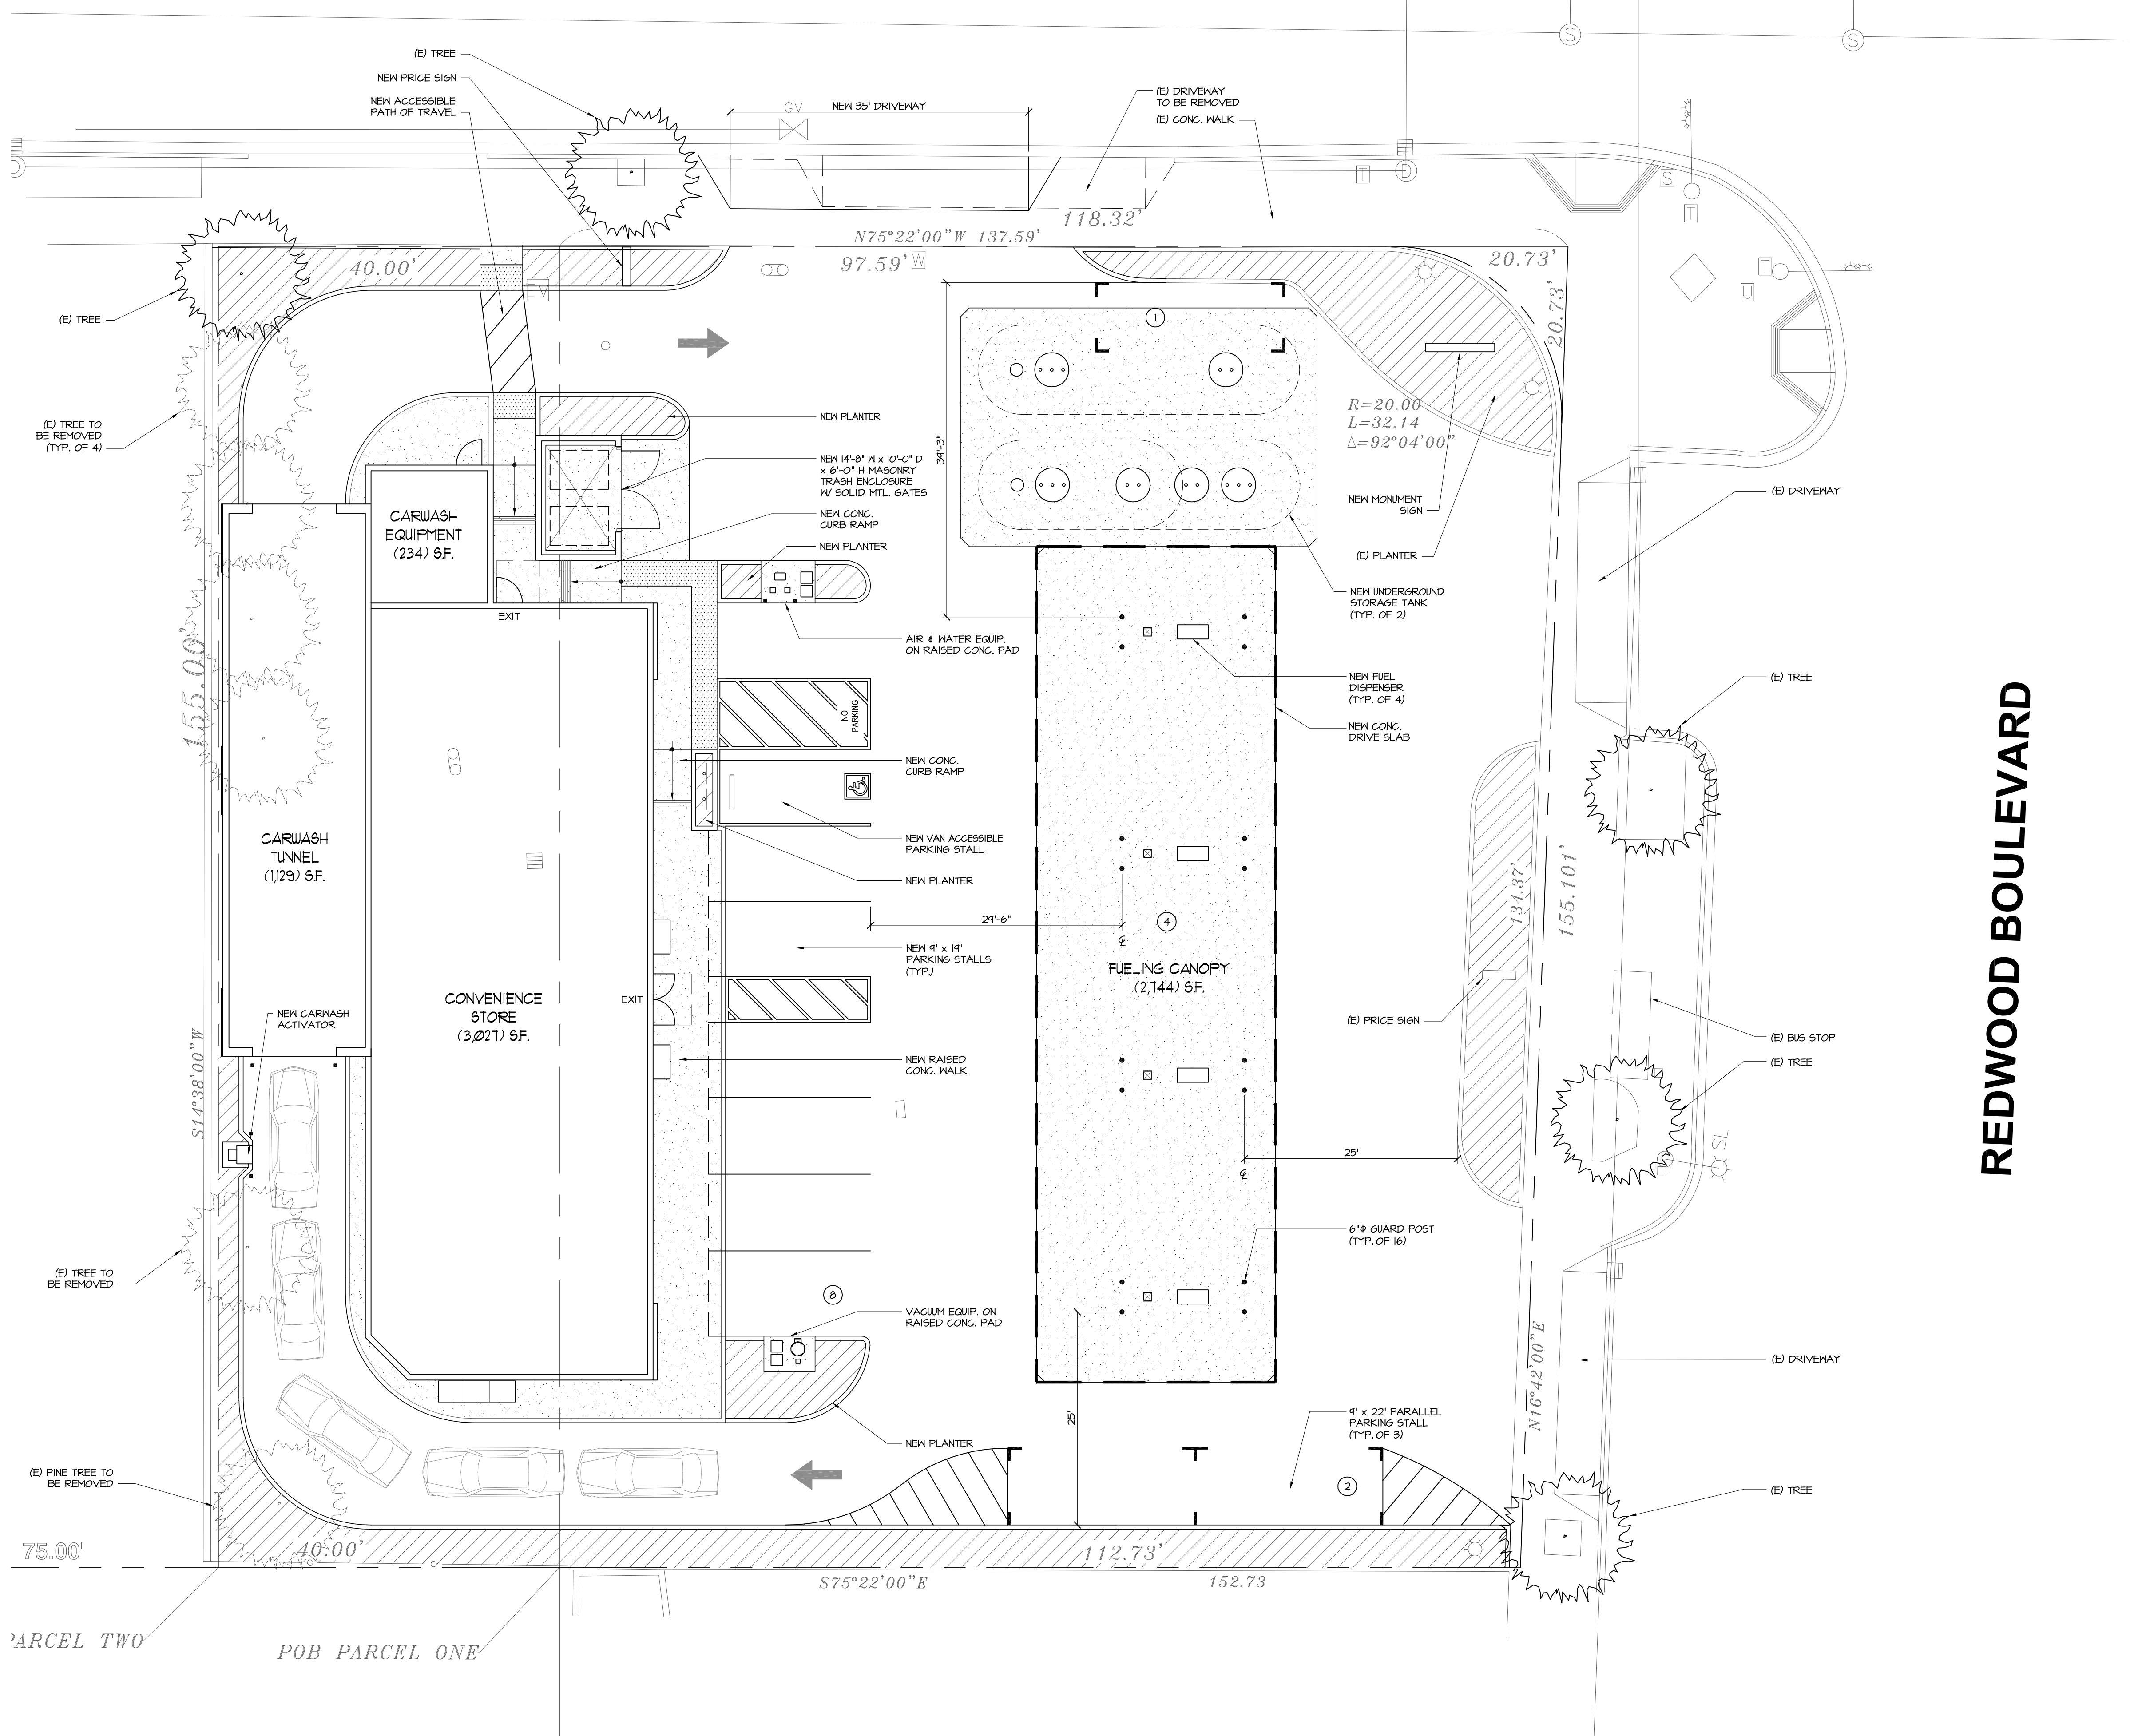 (E) TREE
NEW PRICE SIGN
NEW ACCESSIBLE
PATH OF TRAVEL
GV
NEW 35' DRIVEWAY
(E) DRIVEWAY
TO BE REMOVED
(E) CONC. WALK
S
S
T
D
S
T
T
U
118.32'
N75°22'00"W 137.59'
97.59'
W
40.00'
EV
20.73'
20.73'
(E) TREE
(E) TREE TO
BE REMOVED
(TYP. OF 4)
1
R=20.00
L=32.14
Δ=92°04'00"
39'-3"
NEW PLANTER
NEW 14'-8" W x 10'-0" D
x 6'-0" H MASONRY
TRASH ENCLOSURE
W/ SOLID MTL. GATES
NEW CONC.
CURB RAMP
NEW PLANTER
NEW MONUMENT
SIGN
(E) PLANTER
(E) DRIVEWAY
CARWASH
EQUIPMENT
(234) S.F.
EXIT
NEW UNDERGROUND
STORAGE TANK
(TYP. OF 2)
AIR & WATER EQUIP.
ON RAISED CONC. PAD
NEW FUEL
DISPENSER
(TYP. OF 4)
NEW CONC.
DRIVE SLAB
(E) TREE
155.00'
NO
PARKING
NEW CONC.
CURB RAMP
NEW VAN ACCESSIBLE
PARKING STALL
NEW PLANTER
CARWASH
TUNNEL
(1,129) S.F.
134.37'
155.101'
REDWOOD BOULEVARD
29'-6"
4
NEW 9' x 19'
PARKING STALLS
(TYP.)
FUELING CANOPY
(2,744) S.F.
CONVENIENCE
STORE
(3,027) S.F.
EXIT
NEW CARWASH
ACTIVATOR
(E) PRICE SIGN
(E) BUS STOP
(E) TREE
NEW RAISED
CONC. WALK
S14°38'00"W
SL
25'
6"Φ GUARD POST
(TYP. OF 16)
(E) TREE TO
BE REMOVED
8
VACUUM EQUIP. ON
RAISED CONC. PAD
(E) DRIVEWAY
N16°42'00"E
25'
9' x 22' PARALLEL
PARKING STALL
(TYP. OF 3)
NEW PLANTER
(E) PINE TREE TO
BE REMOVED
2
(E) TREE
75.00'
40.00'
112.73'
S75°22'00"E
152.73
PARCEL TWO
POB PARCEL ONE